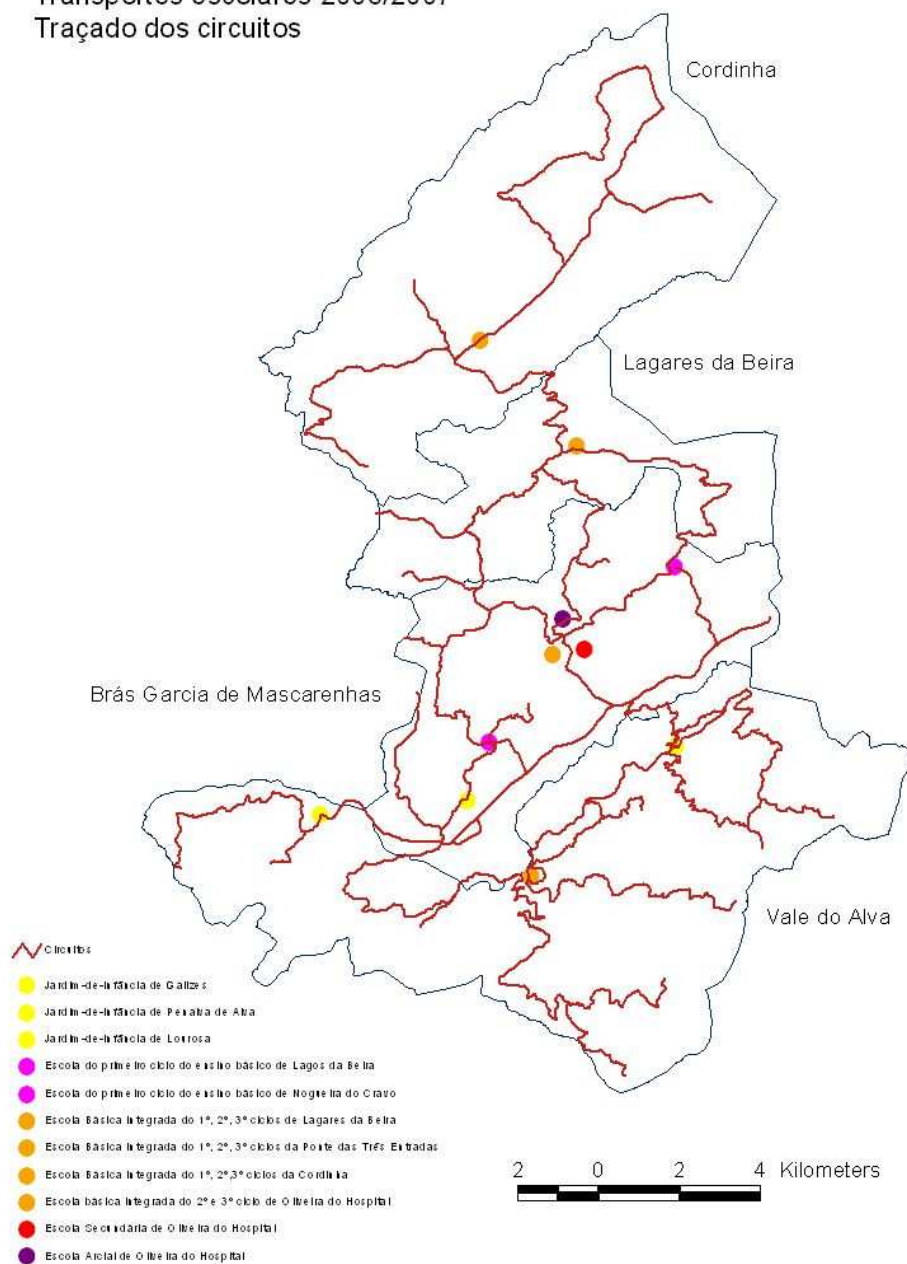 Transportes escolares 2006/2007
Traçado dos circuitos
Cordinha
Lagares da Beira
Brás Garcia de Mascarenhas
Vale do Alva
Circuitos
Jardim-de-Infância de Galizes
Jardim-de-Infância de Penalva de Alva
Jardim-de-Infância de Lourosa
Escola do primeiro ciclo do ensino básico de Lagos da Beira
Escola do primeiro ciclo do ensino básico de Nogueira do Cravo
Escola Básica Integrada do 1º, 2º, 3º ciclos de Lagares da Beira
Escola Básica Integrada do 1º, 2º, 3º ciclos da Ponte das Três Entradas
Escola Básica Integrada do 1º, 2º,3º ciclos da Cordinha
Escola básica Integrada do 2º e 3º ciclo de Oliveira do Hospital
Escola Secundária de Oliveira do Hospital
Escola Arcial de Oliveira do Hospital
2 0 2 4 Kilometers